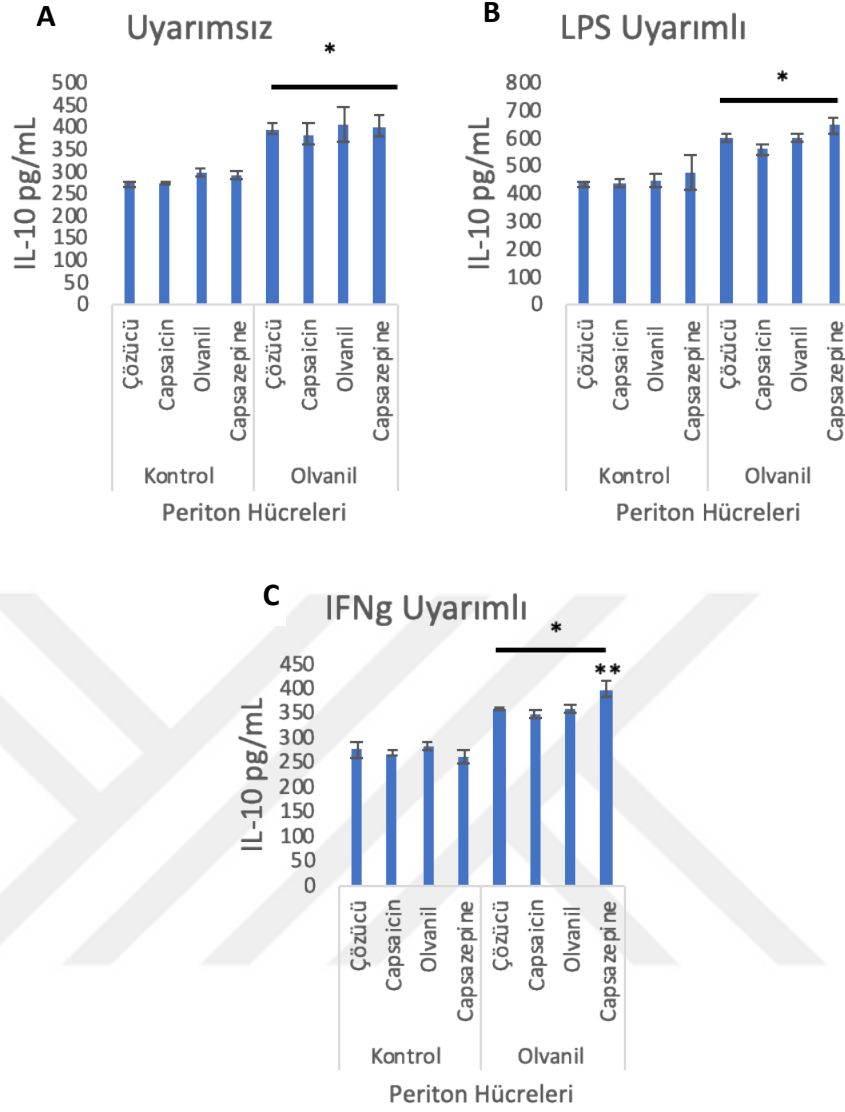 A
Uyarımsız
*
IL-10 pg/mL
500
450
400
350
300
250
200
150
100
50
0
Çözücü
Capsaicin
Olvanil
Capsazepine
Çözücü
Capsaicin
Olvanil
Capsazepine
Kontrol
Olvanil
Periton Hücreleri
B
LPS Uyarımlı
*
IL-10 pg/mL
800
700
600
500
400
300
200
100
0
Çözücü
Capsaicin
Olvanil
Capsazepine
Çözücü
Capsaicin
Olvanil
Capsazepine
Kontrol
Olvanil
Periton Hücreleri
C
IFNg Uyarımlı
*
**
IL-10 pg/mL
450
400
350
300
250
200
150
100
50
0
Çözücü
Capsaicin
Olvanil
Capsazepine
Çözücü
Capsaicin
Olvanil
Capsazepine
Kontrol
Olvanil
Periton Hücreleri